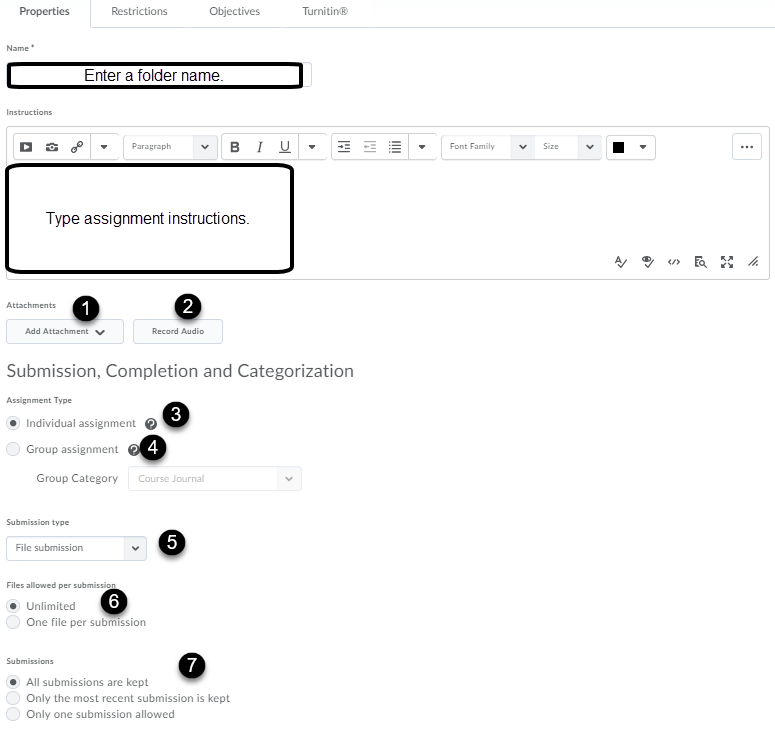 Properties Restrictions Objectives Turnitin®
Name *
Enter a folder name.
Instructions
Paragraph B I U Font Family Size
Type assignment instructions.
Attachments 1 2
Add Attachment Record Audio
Submission, Completion and Categorization
Assignment Type
Individual assignment ? 3
Group assignment ? 4
Group Category Course Journal
Submission type
File submission 5
Files allowed per submission
Unlimited 6
One file per submission
Submissions 7
All submissions are kept
Only the most recent submission is kept
Only one submission allowed